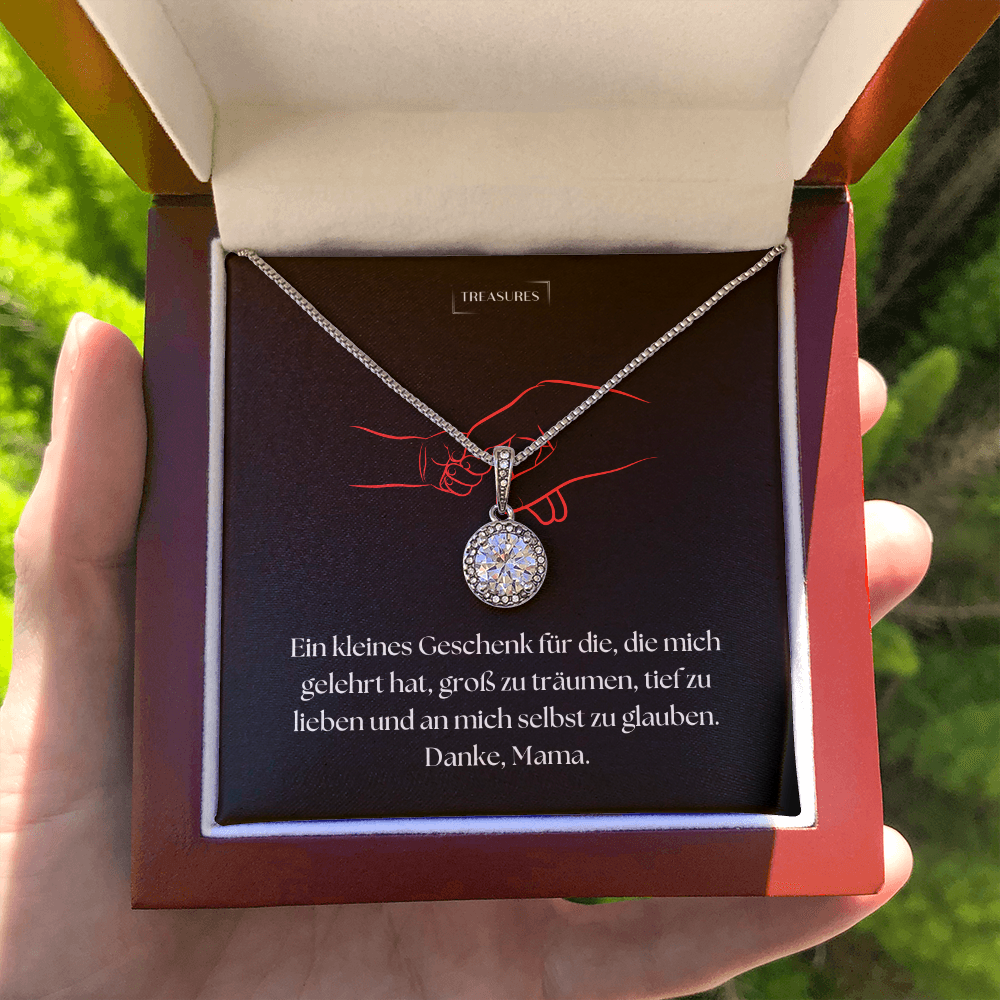 TREASURES
Ein kleines Geschenk für die, die mich
gelehrt hat, groß zu träumen, tief zu
lieben und an mich selbst zu glauben.
Danke, Mama.